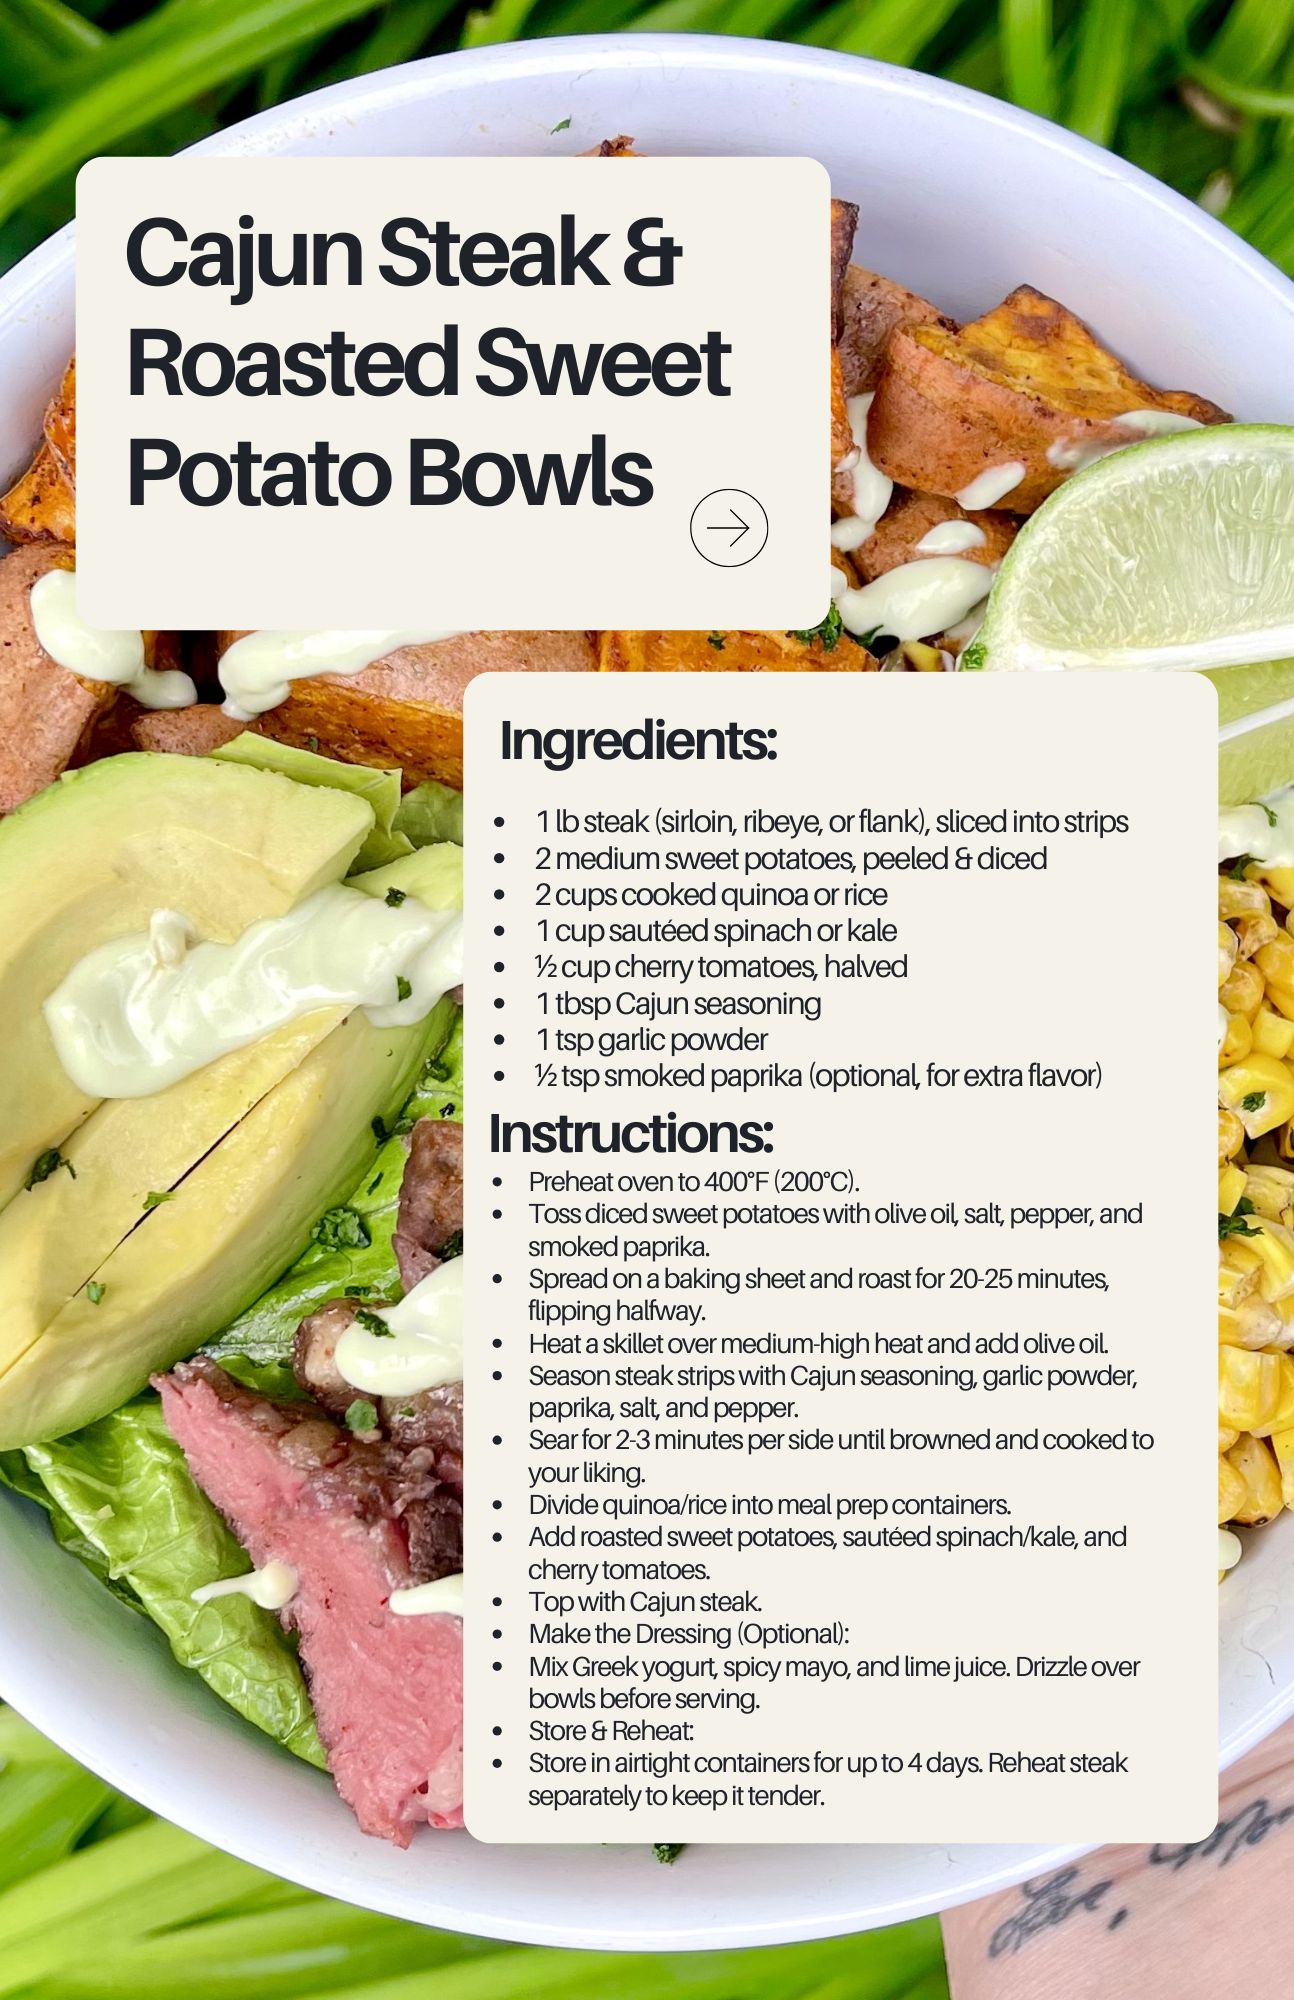 Cajun Steak &
Roasted Sweet
Potato Bowls
Ingredients:
• 1 lb steak (sirloin, ribeye, or flank), sliced into strips
• 2 medium sweet potatoes, peeled & diced
• 2 cups cooked quinoa or rice
• 1 cup sautéed spinach or kale
• ½ cup cherry tomatoes, halved
• 1 tbsp Cajun seasoning
• 1 tsp garlic powder
• ½ tsp smoked paprika (optional, for extra flavor)
Instructions:
• Preheat oven to 400°F (200°C).
• Toss diced sweet potatoes with olive oil, salt, pepper, and
smoked paprika.
• Spread on a baking sheet and roast for 20-25 minutes,
flipping halfway.
• Heat a skillet over medium-high heat and add olive oil.
• Season steak strips with Cajun seasoning, garlic powder,
paprika, salt, and pepper.
• Sear for 2-3 minutes per side until browned and cooked to
your liking.
• Divide quinoa/rice into meal prep containers.
• Add roasted sweet potatoes, sautéed spinach/kale, and
cherry tomatoes.
• Top with Cajun steak.
• Make the Dressing (Optional):
• Mix Greek yogurt, spicy mayo, and lime juice. Drizzle over
bowls before serving.
• Store & Reheat:
• Store in airtight containers for up to 4 days. Reheat steak
separately to keep it tender.